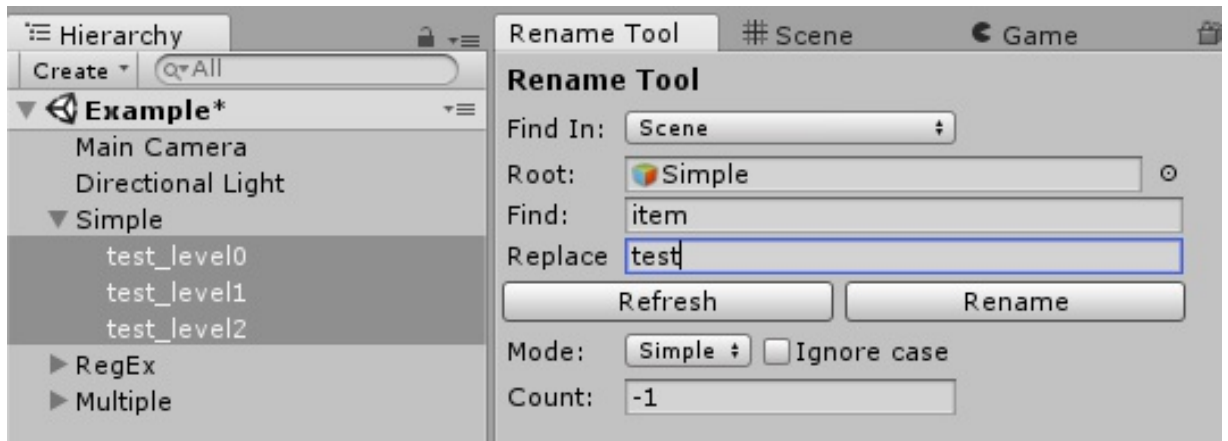 Hierarchy
Create All
Example*
Main Camera
Directional Light
Simple
test_level0
test_level1
test_level2
RegEx
Multiple
Rename Tool Scene Game
Rename Tool
Find In: Scene
Root: Simple
Find: item
Replace test
Refresh Rename
Mode: Simple Ignore case
Count: -1